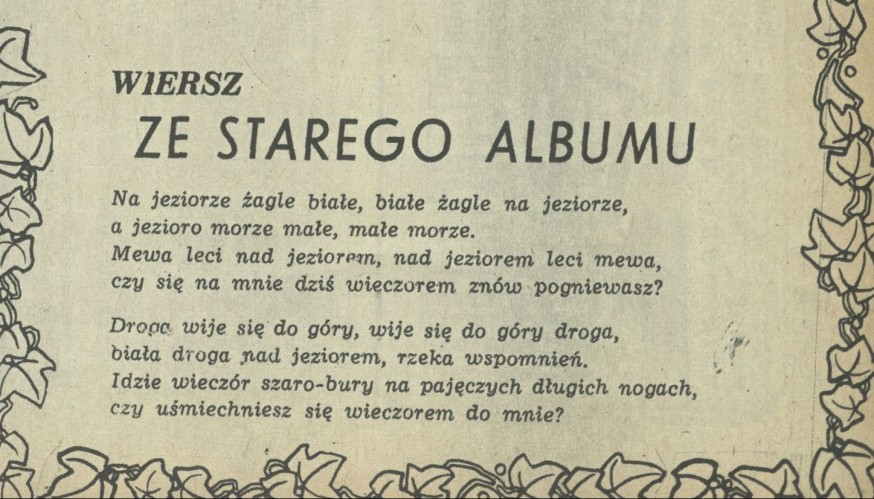 WIERSZ
ZE STAREGO ALBUMU
Na jeziorze żagle białe, białe żagle na jeziorze,
a jezioro morze małe, małe morze.
Mewa leci nad jeziorem, nad jeziorem leci mewa,
czy się na mnie dziś wieczorem znów pogniewasz?
Droga wije się do góry, wije się do góry droga,
biała droga nad jeziorem, rzeka wspomnień.
Idzie wieczór szaro-bury na pajęczych długich nogach,
czy uśmiechniesz się wieczorem do mnie?